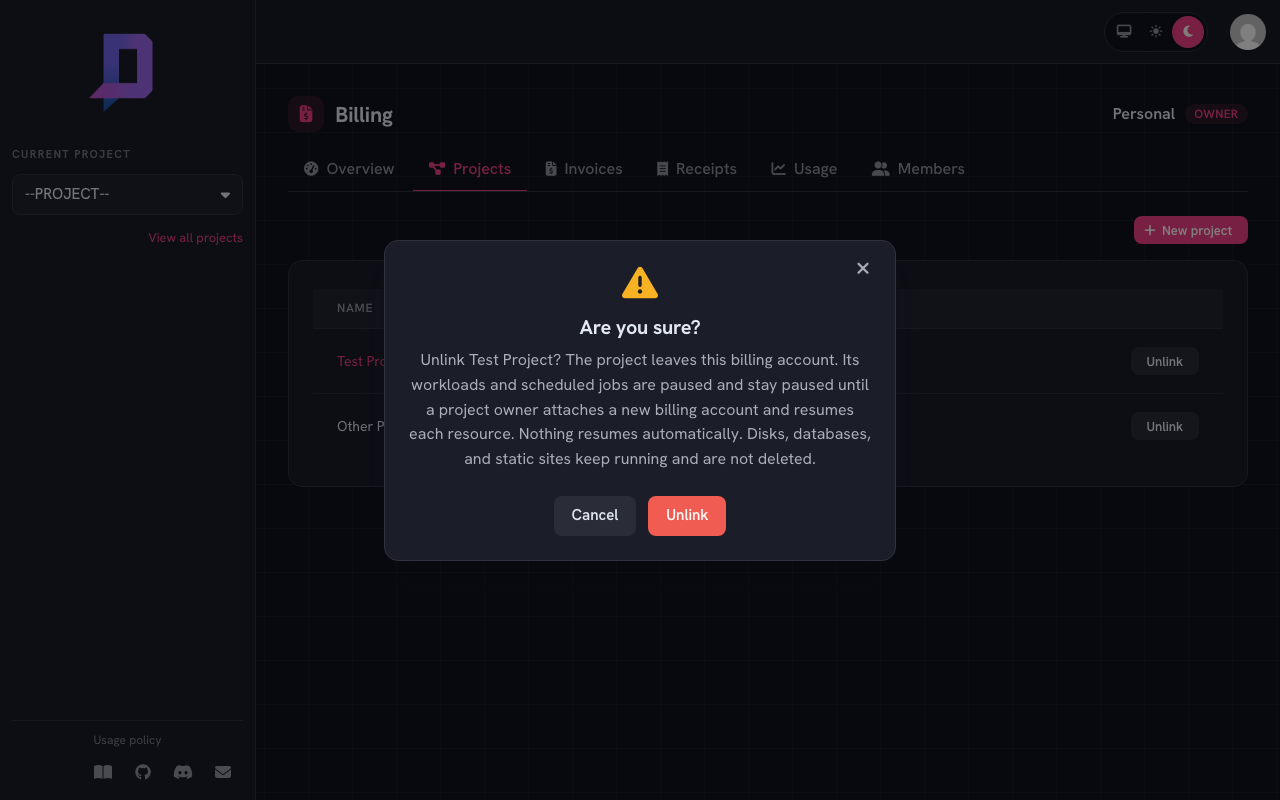 CURRENT PROJECT
--PROJECT--
View all projects
Usage policy
Billing
Personal OWNER
Overview Projects Invoices Receipts Usage Members
New project
NAME
Test Pro
Unlink
Other P
Unlink
Are you sure?
Unlink Test Project? The project leaves this billing account. Its
workloads and scheduled jobs are paused and stay paused until
a project owner attaches a new billing account and resumes
each resource. Nothing resumes automatically. Disks, databases,
and static sites keep running and are not deleted.
Cancel Unlink